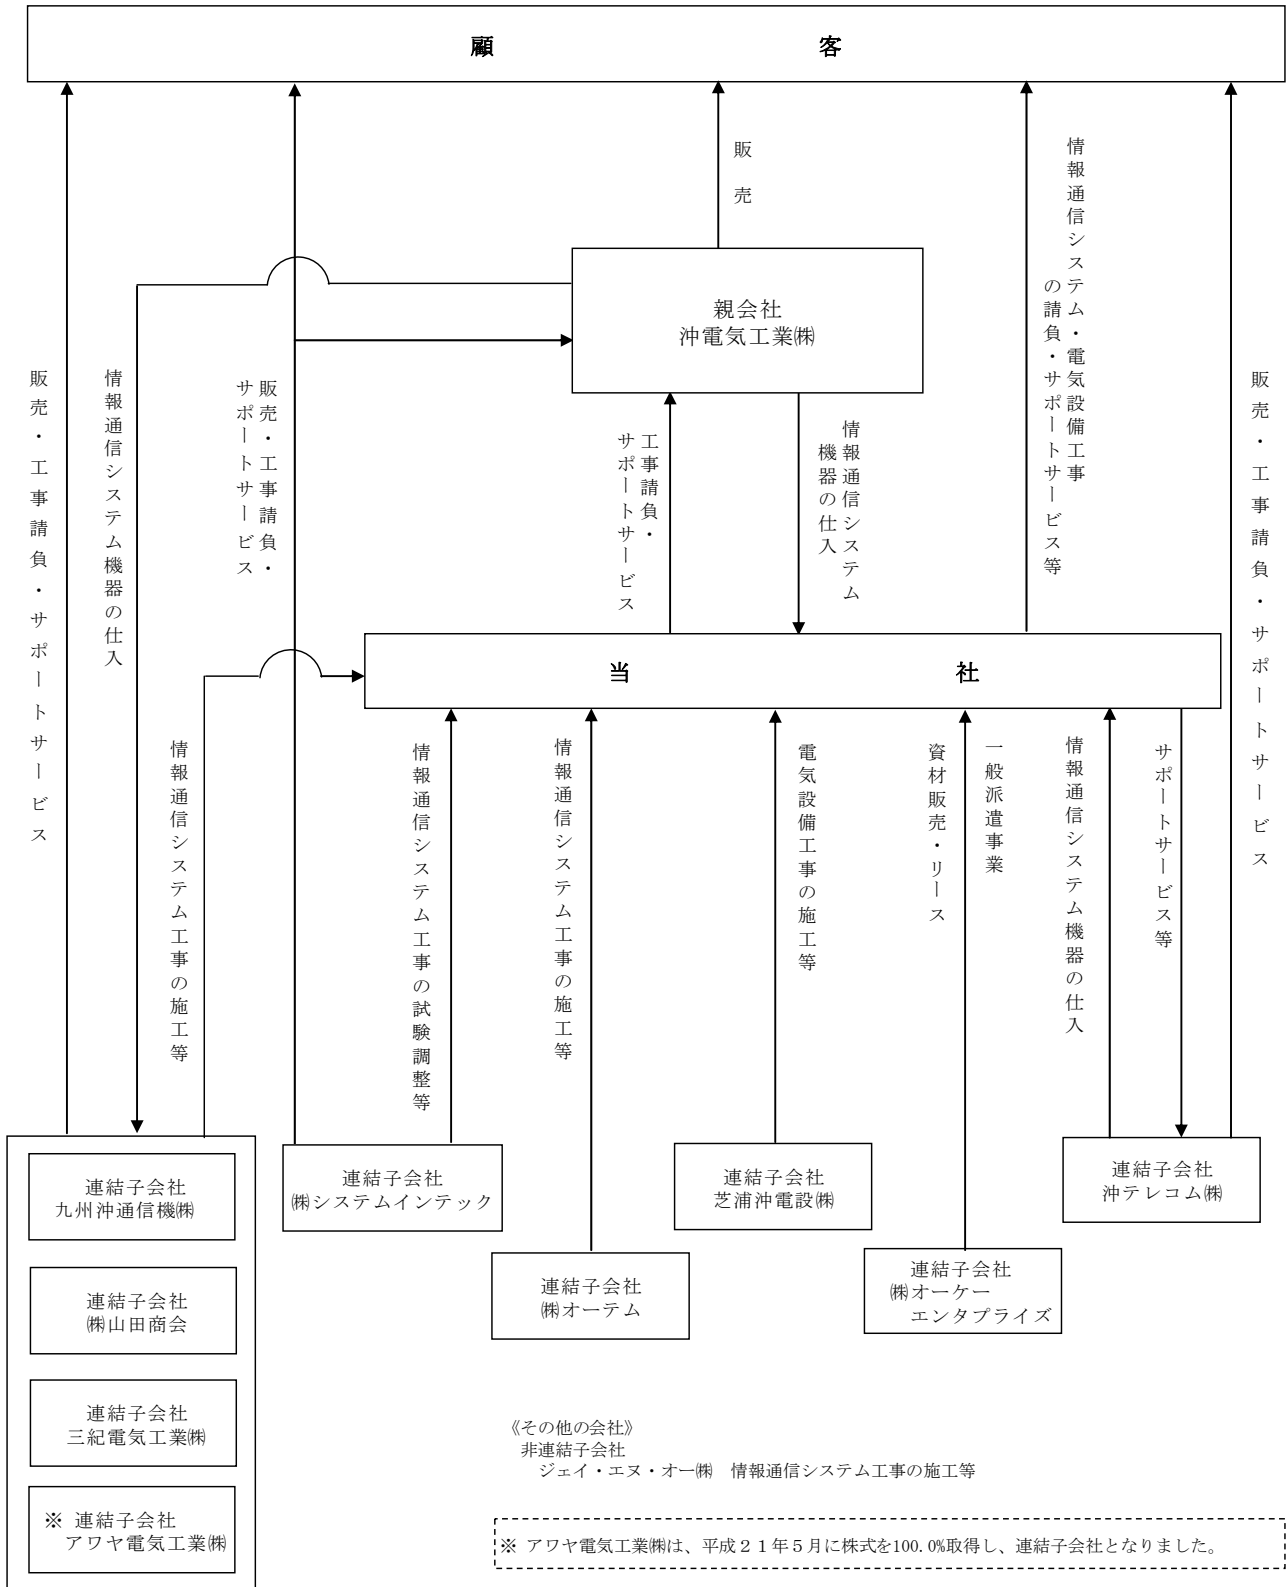 顧客
販売
親会社
沖電気工業㈱
情報通信システム・電気設備工事
の請負・サポートサービス等
販売・工事請負・サポートサービス
情報通信システム機器の仕入
販売・工事請負・
サポートサービス
工事請負・
サポートサービス
情報通信システム
機器の仕入
販売・工事請負・サポートサービス
当社
情報通信システム工事の施工等
情報通信システム工事の試験調整等
情報通信システム工事の施工等
電気設備工事の施工等
一般派遣事業
資材販売・リース
情報通信システム機器の仕入
サポートサービス等
連結子会社
九州沖通信機㈱
連結子会社
㈱システムインテック
連結子会社
芝浦沖電設㈱
連結子会社
沖テレコム㈱
連結子会社
㈱オーテム
連結子会社
㈱オーケー
エンタプライズ
連結子会社
㈱山田商会
連結子会社
三紀電気工業㈱
※ 連結子会社
アワヤ電気工業㈱
《その他の会社》
非連結子会社
ジェイ・エヌ・オー㈱ 情報通信システム工事の施工等
※ アワヤ電気工業㈱は、平成２１年５月に株式を100.0%取得し、連結子会社となりました。